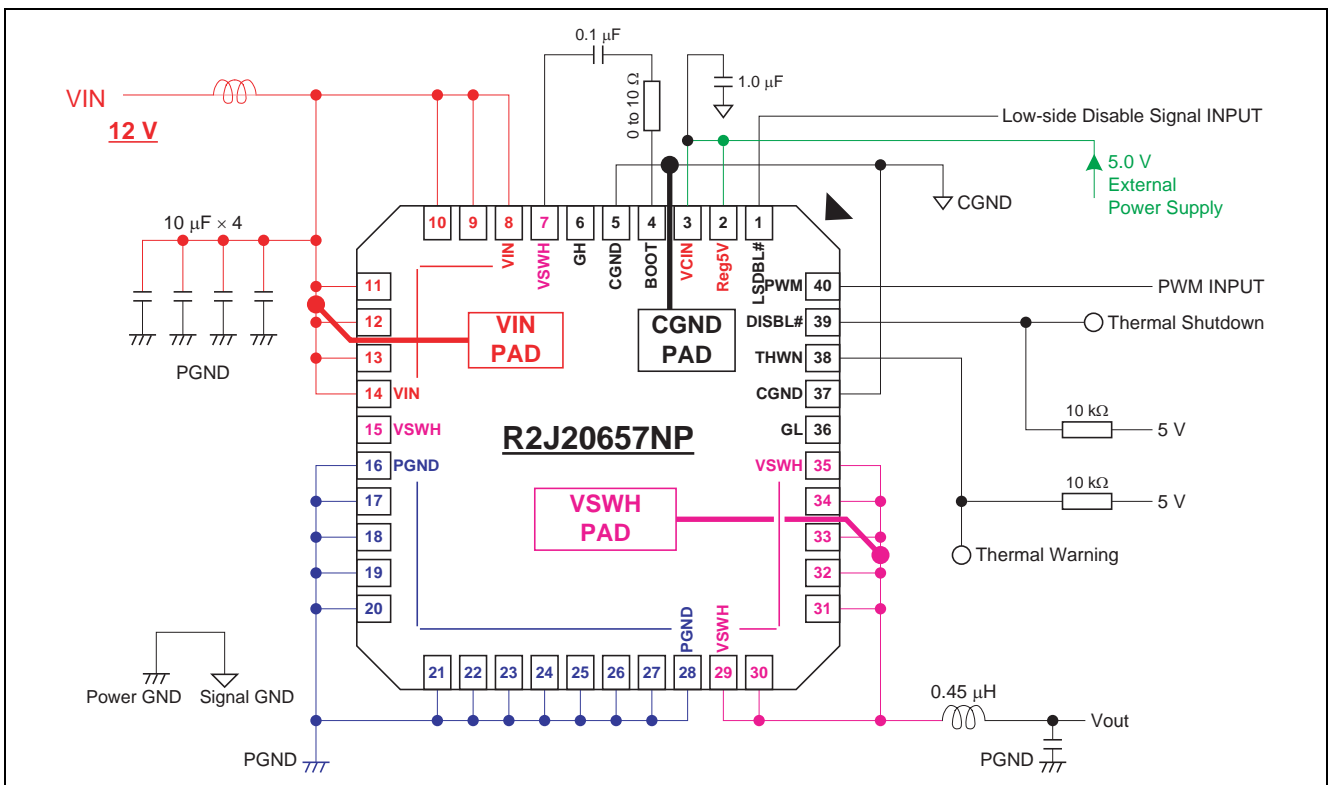 0.1 μF
1.0 μF
0 to 10 Ω
VIN
12 V
Low-side Disable Signal INPUT
5.0 V
External
Power Supply
CGND
10 μF × 4
PGND
10 9 8 7 6 5 4 3 2 1
VIN VSWH GH CGND BOOT VCIN Reg5V LSDBL#
11
12
13
14 VIN
15 VSWH
16 PGND
17
18
19
20
VIN
PAD
CGND
PAD
R2J20657NP
VSWH
PAD
PWM 40 PWM INPUT
DISBL# 39 Thermal Shutdown
THWN 38
CGND 37
10 kΩ
5 V
GL 36
VSWH 35
10 kΩ
5 V
34
33
Thermal Warning
32
31
PGND VSWH
21 22 23 24 25 26 27 28 29 30
Power GND Signal GND
0.45 μH
Vout
PGND
PGND